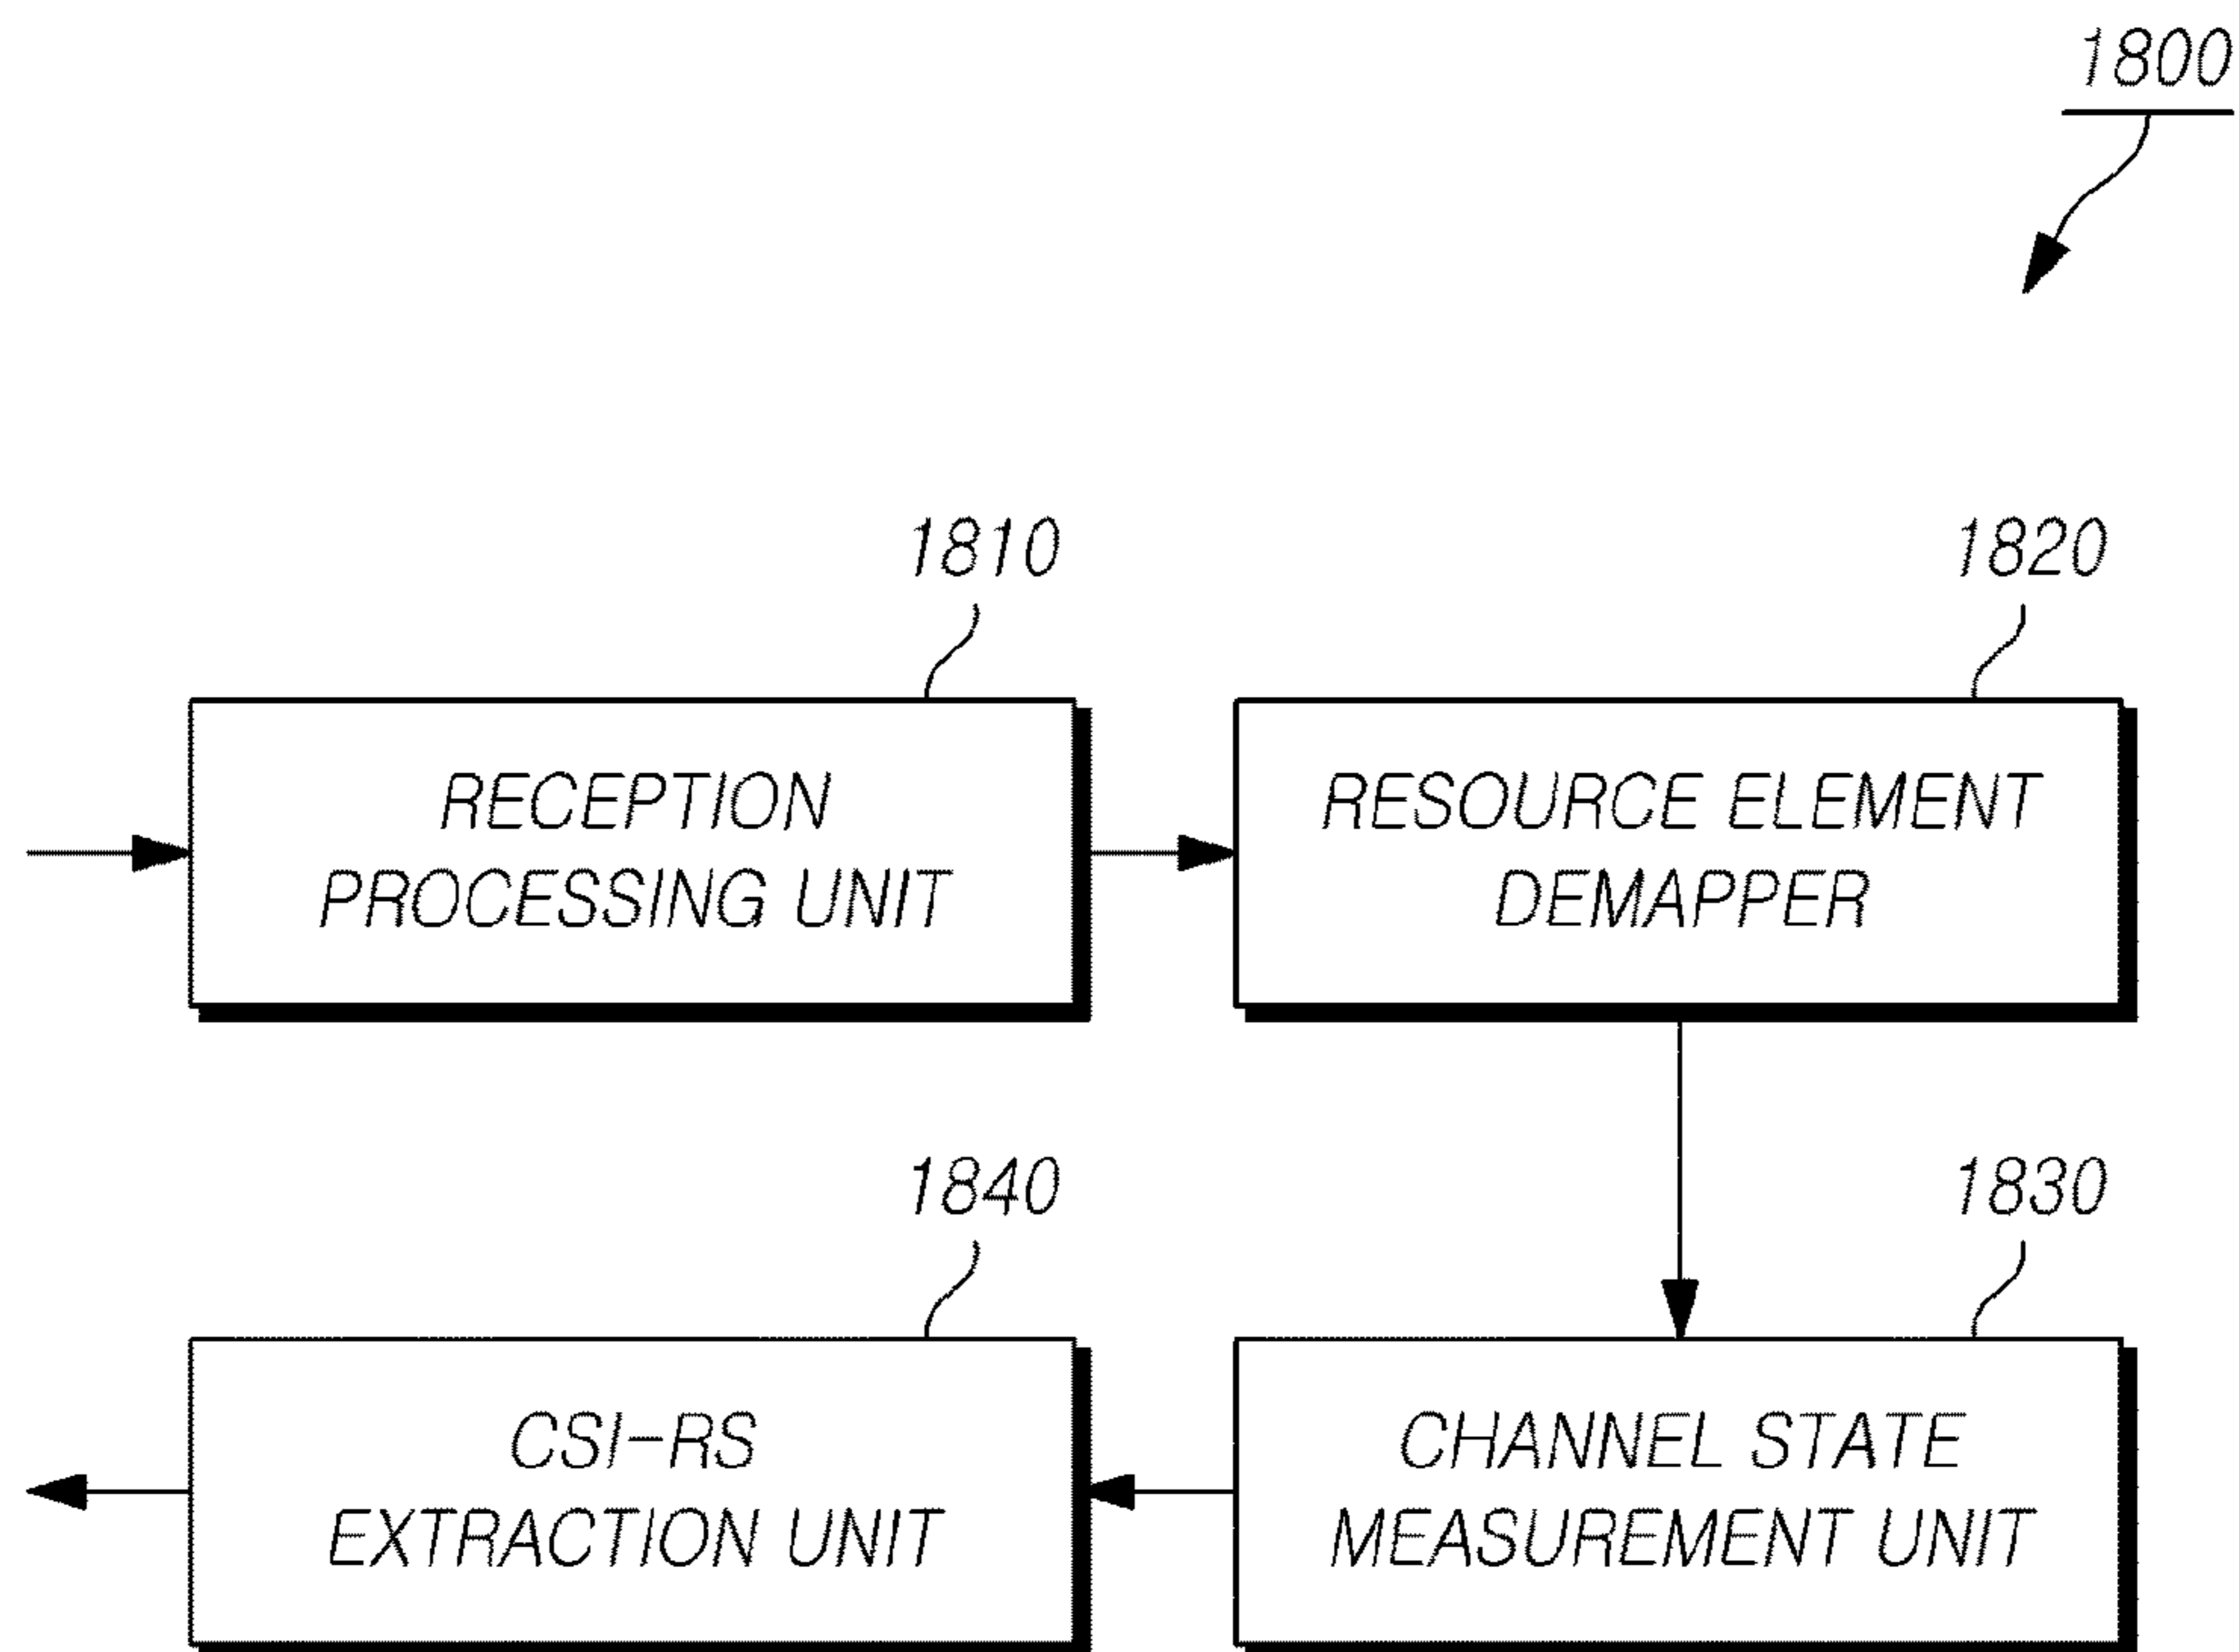 1800
1810
1820
RECEPTION
PROCESSING UNIT
RESOURCE ELEMENT
DEMAPPER
1840
1830
CSI-RS
EXTRACTION UNIT
CHANNEL STATE
MEASUREMENT UNIT